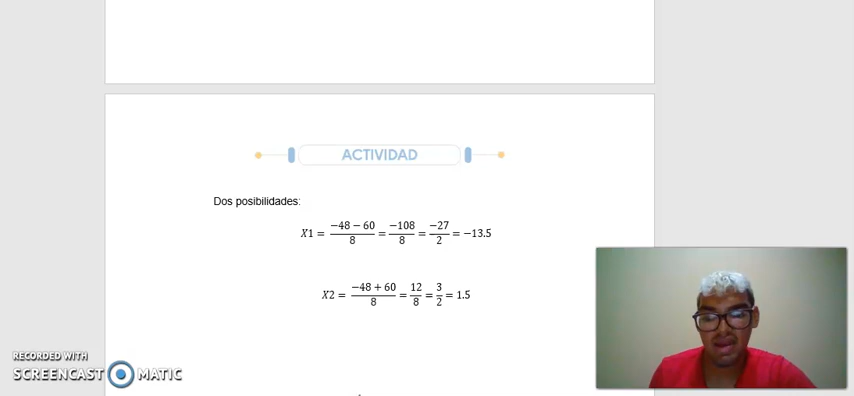 ACTIVIDAD
Dos posibilidades:
X1 = −48 − 60 / 8 = −108 / 8 = −27 / 2 = −13.5
X2 = −48 + 60 / 8 = 12 / 8 = 3 / 2 = 1.5
RECORDED WITH
SCREENCAST MATIC